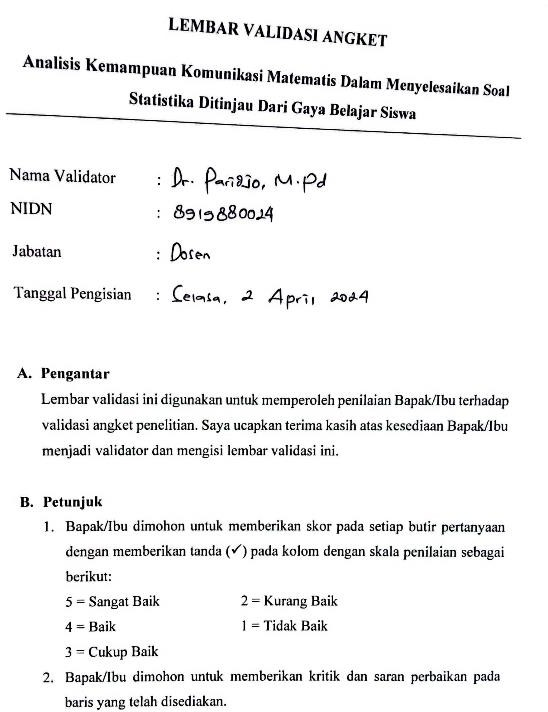 LEMBAR VALIDASI ANGKET
Analisis Kemampuan Komunikasi Matematis Dalam Menyelesaikan Soal
Statistika Ditinjau Dari Gaya Belajar Siswa
Nama Validator : Dr. M.Pd
NIDN : 8919880024
Jabatan : Dosen
Tanggal Pengisian : Selasa, 2 April 2024
A. Pengantar
Lembar validasi ini digunakan untuk memperoleh penilaian Bapak/Ibu terhadap
validasi angket penelitian. Saya ucapkan terima kasih atas kesediaan Bapak/Ibu
menjadi validator dan mengisi lembar validasi ini.
B. Petunjuk
1. Bapak/Ibu dimohon untuk memberikan skor pada setiap butir pertanyaan
dengan memberikan tanda (✓) pada kolom dengan skala penilaian sebagai
berikut:
5 = Sangat Baik 2 = Kurang Baik
4 = Baik 1 = Tidak Baik
3 = Cukup Baik
2. Bapak/Ibu dimohon untuk memberikan kritik dan saran perbaikan pada
baris yang telah disediakan.